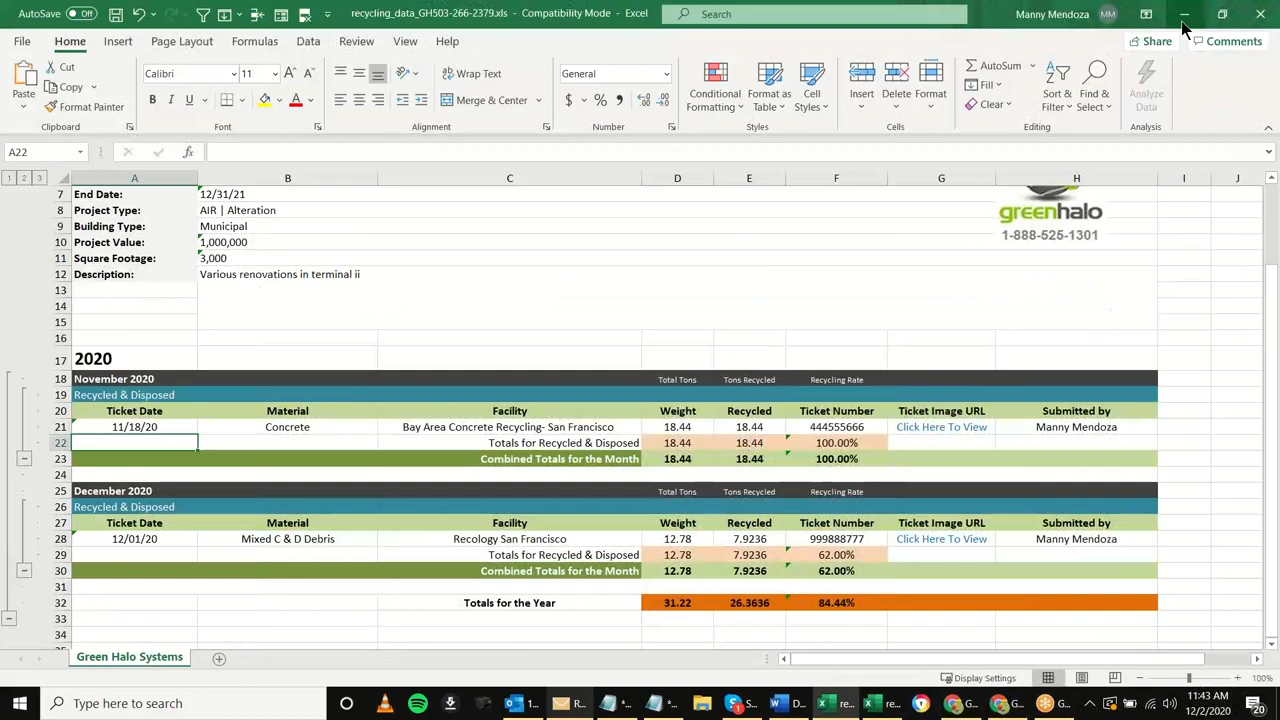 AutoSave Off recycling_data_GH503-266-2379.xls - Compatibility Mode - Excel Search Manny Mendoza MM
File Home Insert Page Layout Formulas Data Review View Help Share Comments
Paste Cut Copy Format Painter Clipboard
Calibri 11 A A B I U A Font
Wrap Text Merge & Center Alignment
General $ % , Number
Conditional Formatting Format as Table Cell Styles Styles
Insert Delete Format Cells
AutoSum Fill Clear Sort & Filter Find & Select Editing
Analyze Data Analysis
A22 fx
1 2 3 A B C D E F G H I J
7 End Date: 12/31/21
8 Project Type: AIR | Alteration greenhalo
9 Building Type: Municipal 1-888-525-1301
10 Project Value: 1,000,000
11 Square Footage: 3,000
12 Description: Various renovations in terminal ii
13
14
15
16
17 2020
18 November 2020 Total Tons Tons Recycled Recycling Rate
19 Recycled & Disposed
20 Ticket Date Material Facility Weight Recycled Ticket Number Ticket Image URL Submitted by
21 11/18/20 Concrete Bay Area Concrete Recycling- San Francisco 18.44 18.44 444555666 Click Here To View Manny Mendoza
22 Totals for Recycled & Disposed 18.44 18.44 100.00%
23 Combined Totals for the Month 18.44 18.44 100.00%
24
25 December 2020 Total Tons Tons Recycled Recycling Rate
26 Recycled & Disposed
27 Ticket Date Material Facility Weight Recycled Ticket Number Ticket Image URL Submitted by
28 12/01/20 Mixed C & D Debris Recology San Francisco 12.78 7.9236 999888777 Click Here To View Manny Mendoza
29 Totals for Recycled & Disposed 12.78 7.9236 62.00%
30 Combined Totals for the Month 12.78 7.9236 62.00%
31
32 Totals for the Year 31.22 26.3636 84.44%
33
34
Green Halo Systems
Display Settings 100%
Type here to search 1... R... *... *... S... D... re... re... G... G... 11:43 AM
12/2/2020 20